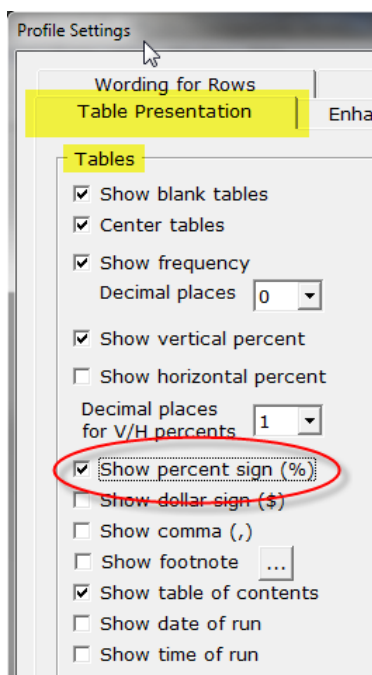 Profile Settings
Wording for Rows
Table Presentation
Enha
Tables
Show blank tables
Center tables
Show frequency
Decimal places 0
Show vertical percent
Show horizontal percent
Decimal places
for V/H percents 1
Show percent sign (%)
Show dollar sign ($)
Show comma (,)
Show footnote ...
Show table of contents
Show date of run
Show time of run